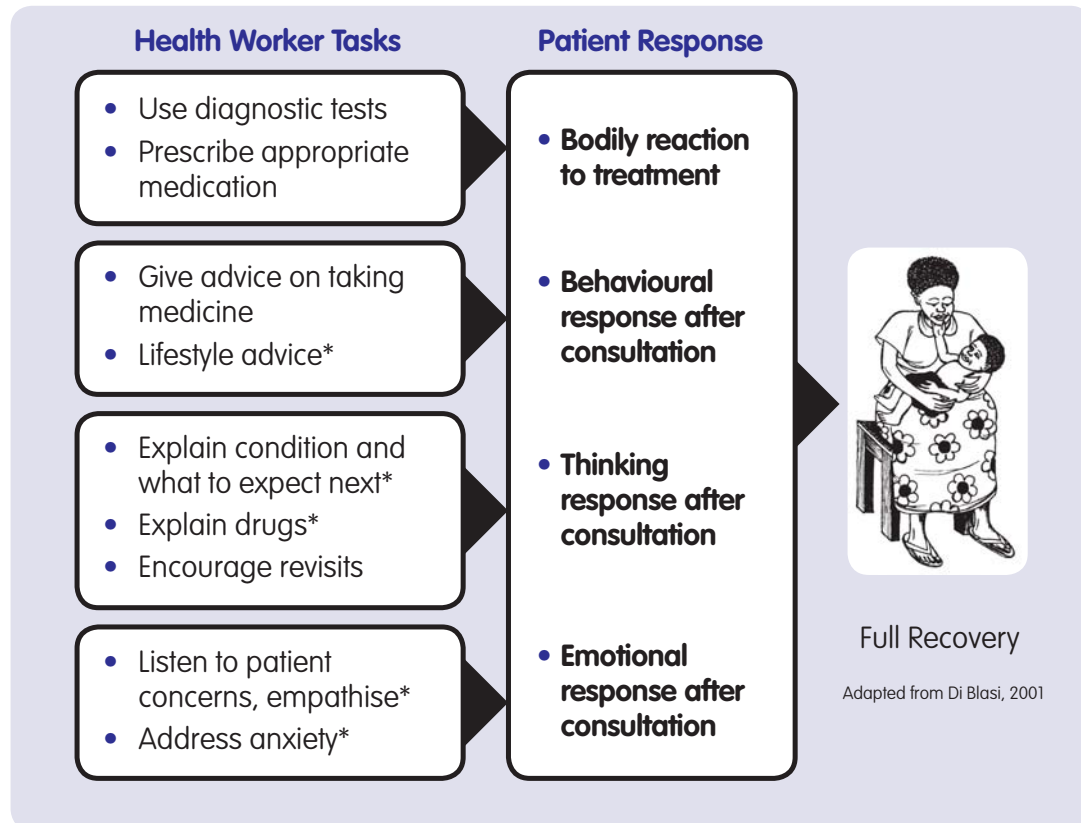 Health Worker Tasks
• Use diagnostic tests
• Prescribe appropriate
medication
• Give advice on taking
medicine
• Lifestyle advice*
• Explain condition and
what to expect next*
• Explain drugs*
• Encourage revisits
• Listen to patient
concerns, empathise*
• Address anxiety*
Patient Response
• Bodily reaction
to treatment
• Behavioural
response after
consultation
• Thinking
response after
consultation
• Emotional
response after
consultation
Full Recovery
Adapted from Di Blasi, 2001